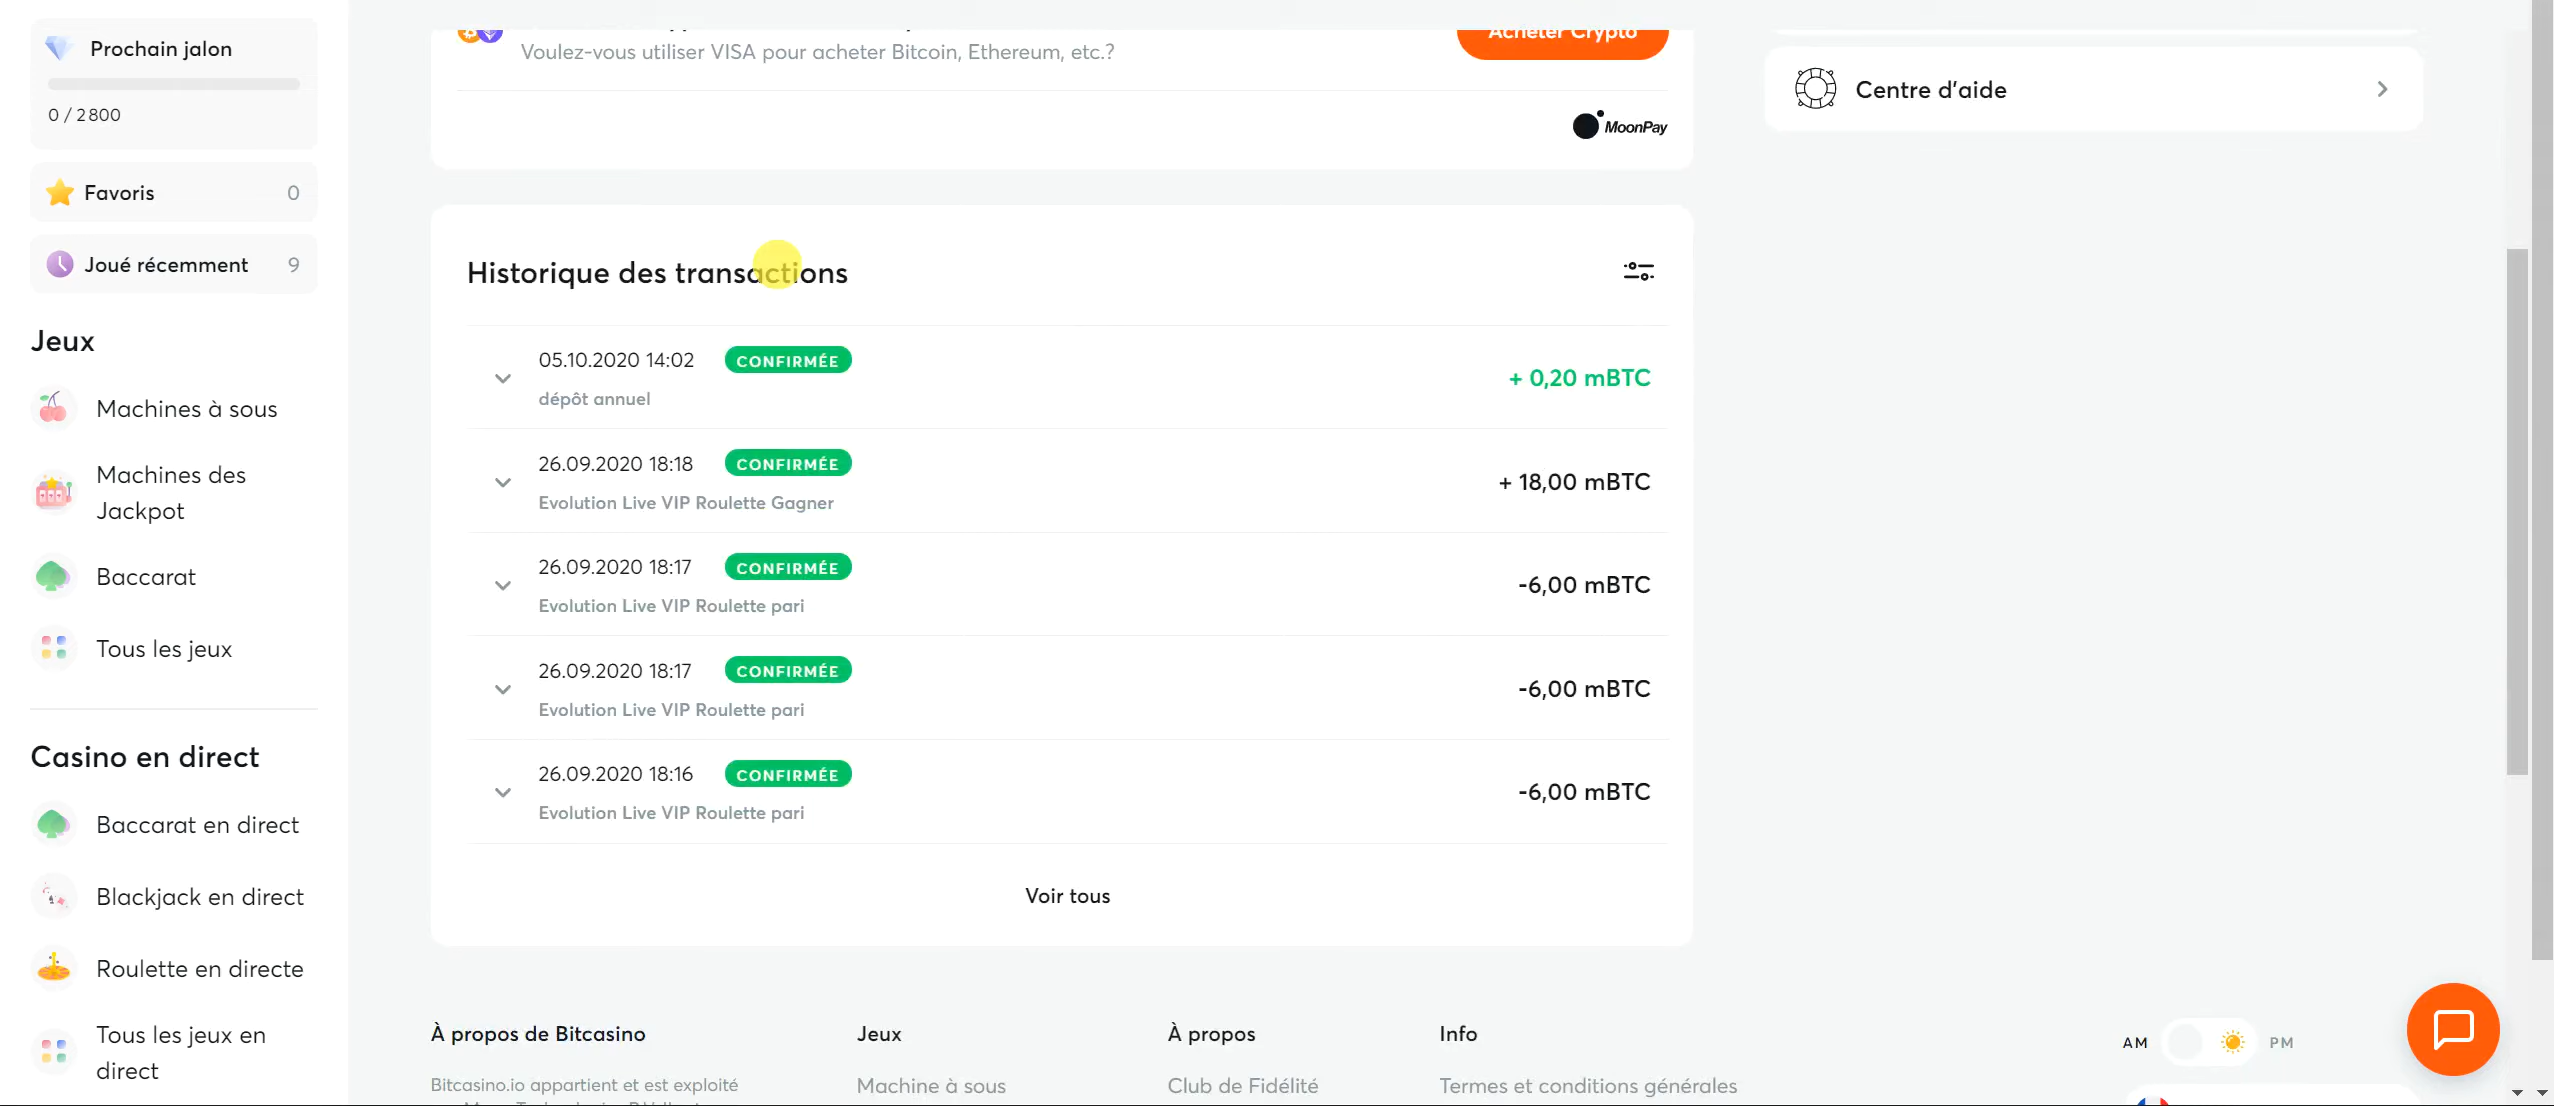 Prochain jalon
0 / 2800
Favoris 0
Joué récemment 9
Jeux
Machines à sous
Machines des
Jackpot
Baccarat
Tous les jeux
Casino en direct
Baccarat en direct
Blackjack en direct
Roulette en directe
Tous les jeux en
direct
Voulez-vous utiliser VISA pour acheter Bitcoin, Ethereum, etc.?
Acheter Crypto
MoonPay
Centre d'aide
Historique des transactions
05.10.2020 14:02 CONFIRMÉE
dépôt annuel
+ 0,20 mBTC
26.09.2020 18:18 CONFIRMÉE
Evolution Live VIP Roulette Gagner
+ 18,00 mBTC
26.09.2020 18:17 CONFIRMÉE
Evolution Live VIP Roulette pari
-6,00 mBTC
26.09.2020 18:17 CONFIRMÉE
Evolution Live VIP Roulette pari
-6,00 mBTC
26.09.2020 18:16 CONFIRMÉE
Evolution Live VIP Roulette pari
-6,00 mBTC
Voir tous
À propos de Bitcasino
Bitcasino.io appartient et est exploité
Jeux
Machine à sous
À propos
Club de Fidélité
Info
Termes et conditions générales
AM PM